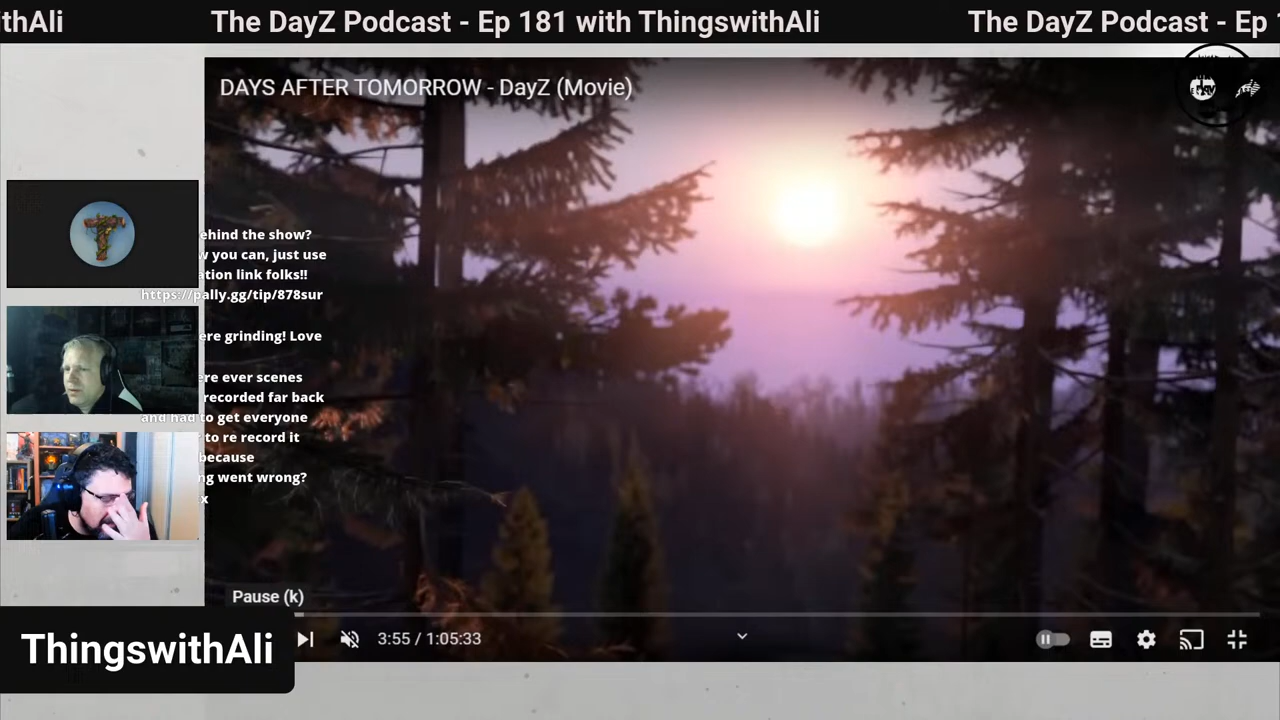 thAli
The DayZ Podcast - Ep 181 with ThingswithAli
The DayZ Podcast - Ep
DAYS AFTER TOMORROW - DayZ (Movie)
T
ehind the show?
you can, just use
ation link folks!!
https://pally.gg/tip/878sur
ere grinding! Love
re ever scenes
recorded far back
and had to get everyone
to re record it
because
ng went wrong?
x
Pause (k)
3:55 / 1:05:33
ThingswithAli